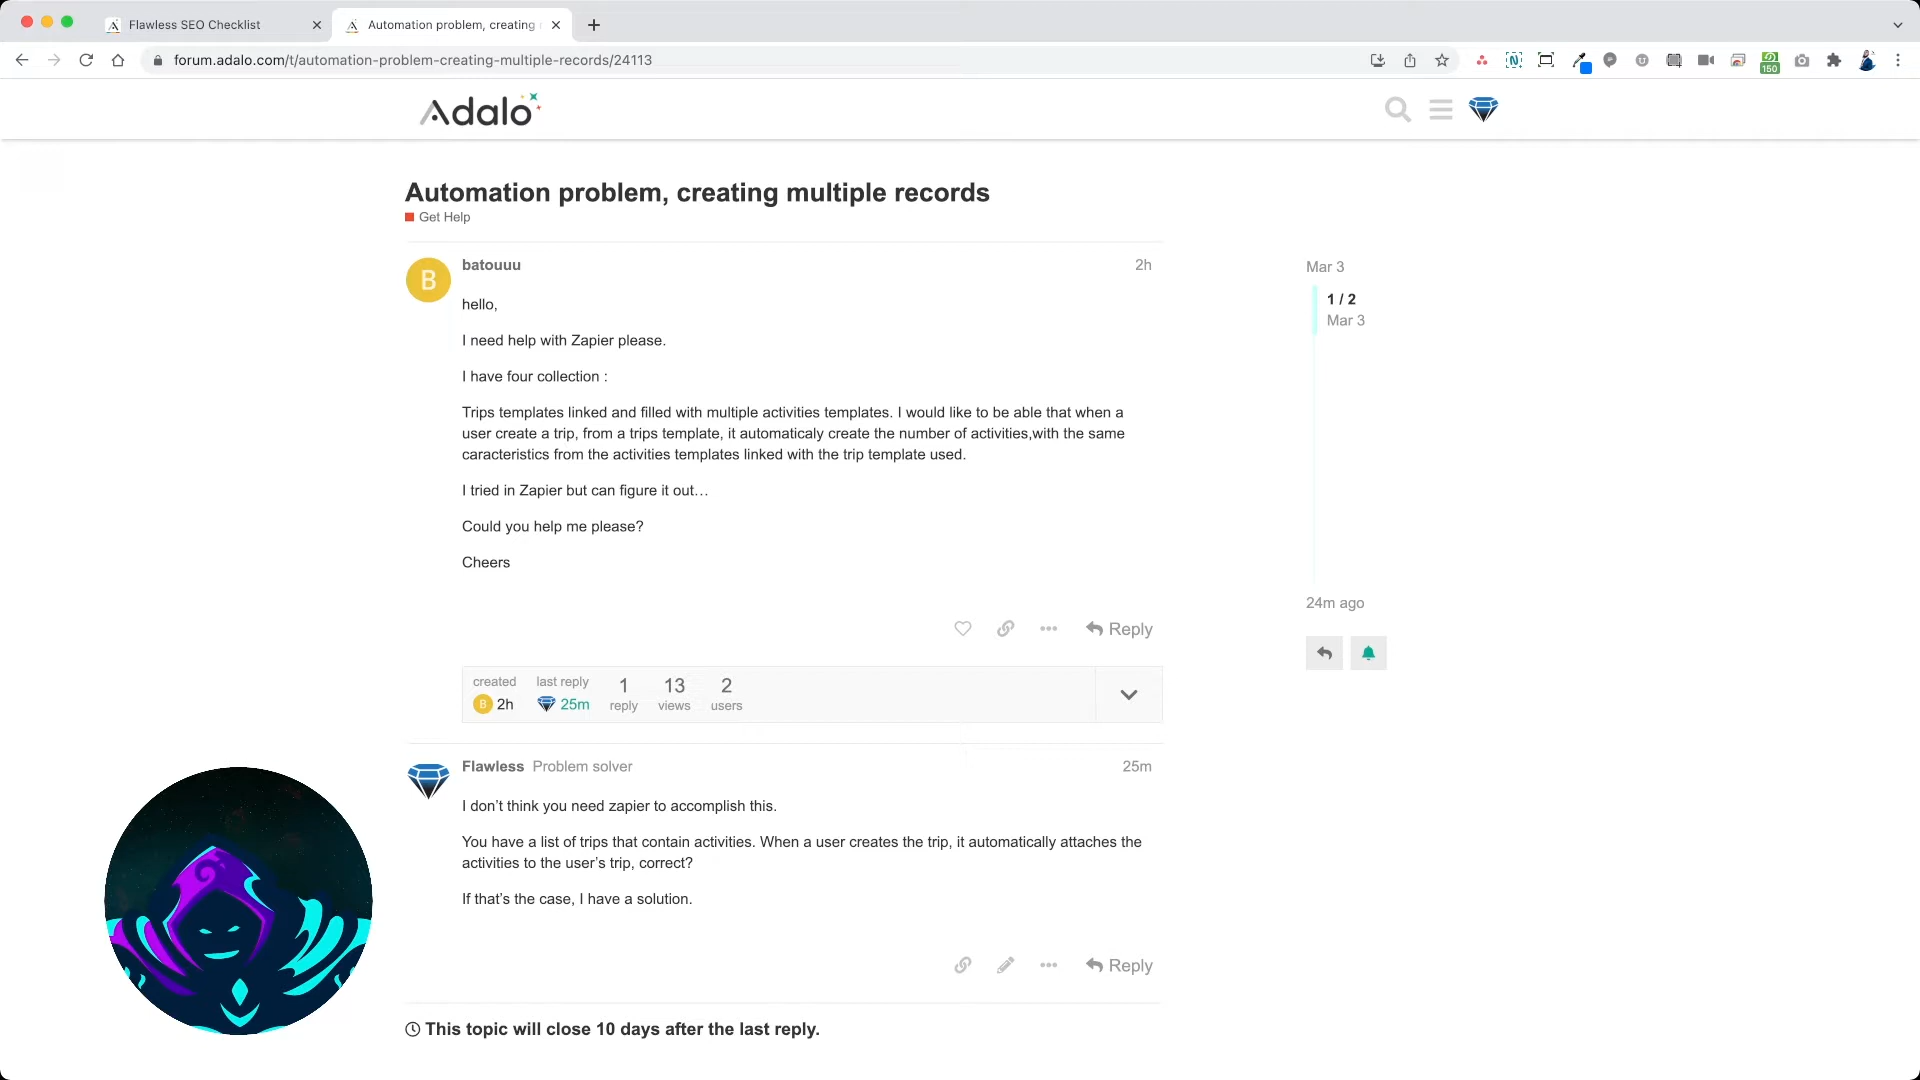 Flawless SEO Checklist
Automation problem, creating
forum.adalo.com/t/automation-problem-creating-multiple-records/24113
150
Adalo
Automation problem, creating multiple records
Get Help
B
batouuu
2h
hello,
I need help with Zapier please.
I have four collection :
Trips templates linked and filled with multiple activities templates. I would like to be able that when a
user create a trip, from a trips template, it automaticaly create the number of activities,with the same
caracteristics from the activities templates linked with the trip template used.
I tried in Zapier but can figure it out…
Could you help me please?
Cheers
Mar 3
1 / 2
Mar 3
24m ago
Reply
created
last reply
1
13
2
B 2h
25m
reply
views
users
Flawless Problem solver
25m
I don’t think you need zapier to accomplish this.
You have a list of trips that contain activities. When a user creates the trip, it automatically attaches the
activities to the user’s trip, correct?
If that’s the case, I have a solution.
Reply
This topic will close 10 days after the last reply.